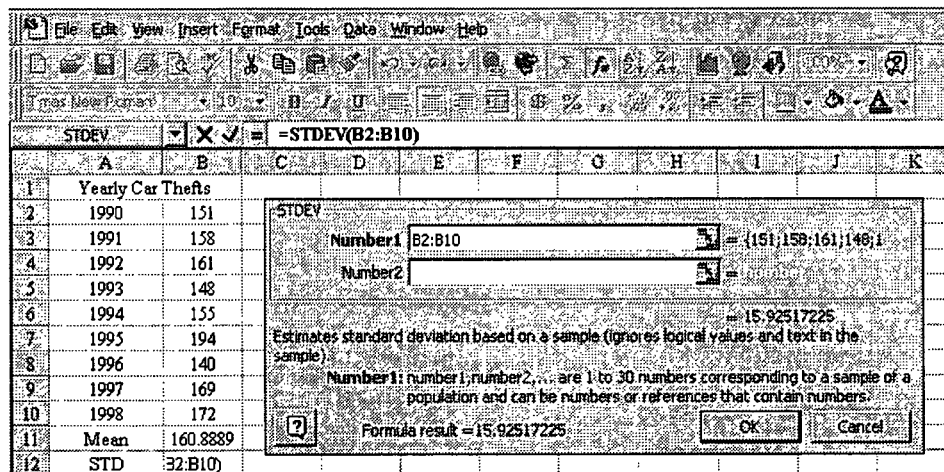 File Edit View Insert Format Tools Data Window Help
Times New Roman 10 B I U $ % ,
STDEV = =STDEV(B2:B10)
A B C D E F G H I J K
1 Yearly Car Thefts
2 1990 151
3 1991 158
4 1992 161
5 1993 148
6 1994 155
7 1995 194
8 1996 140
9 1997 169
10 1998 172
11 Mean 160.8889
12 STD B2:B10)
STDEV
Number1 B2:B10 = {151;158;161;148;1
Number2 =
= 15.92517225
Estimates standard deviation based on a sample (ignores logical values and text in the
sample).
Number1: number1,number2,... are 1 to 30 numbers corresponding to a sample of a
population and can be numbers or references that contain numbers.
? Formula result =15.92517225 OK Cancel